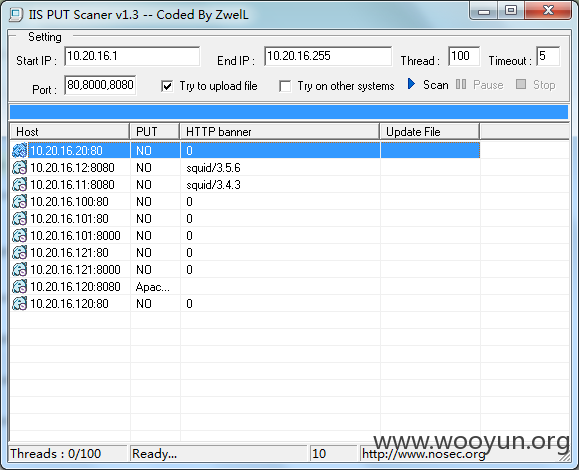 IIS PUT Scaner v1.3 -- Coded By ZwelL
Setting
Start IP : 10.20.16.1 End IP : 10.20.16.255 Thread : 100 Timeout : 5
Port : 80,8000,8080 Try to upload file Try on other systems Scan Pause Stop
Host PUT HTTP banner Update File
10.20.16.20:80 NO 0
10.20.16.12:8080 NO squid/3.5.6
10.20.16.11:8080 NO squid/3.4.3
10.20.16.100:80 NO 0
10.20.16.101:80 NO 0
10.20.16.101:8000 NO 0
10.20.16.121:80 NO 0
10.20.16.121:8000 NO 0
10.20.16.120:8080 Apac...
10.20.16.120:80 NO 0
www.wooyun.org
Threads : 0/100 Ready... 10 http://www.nosec.org